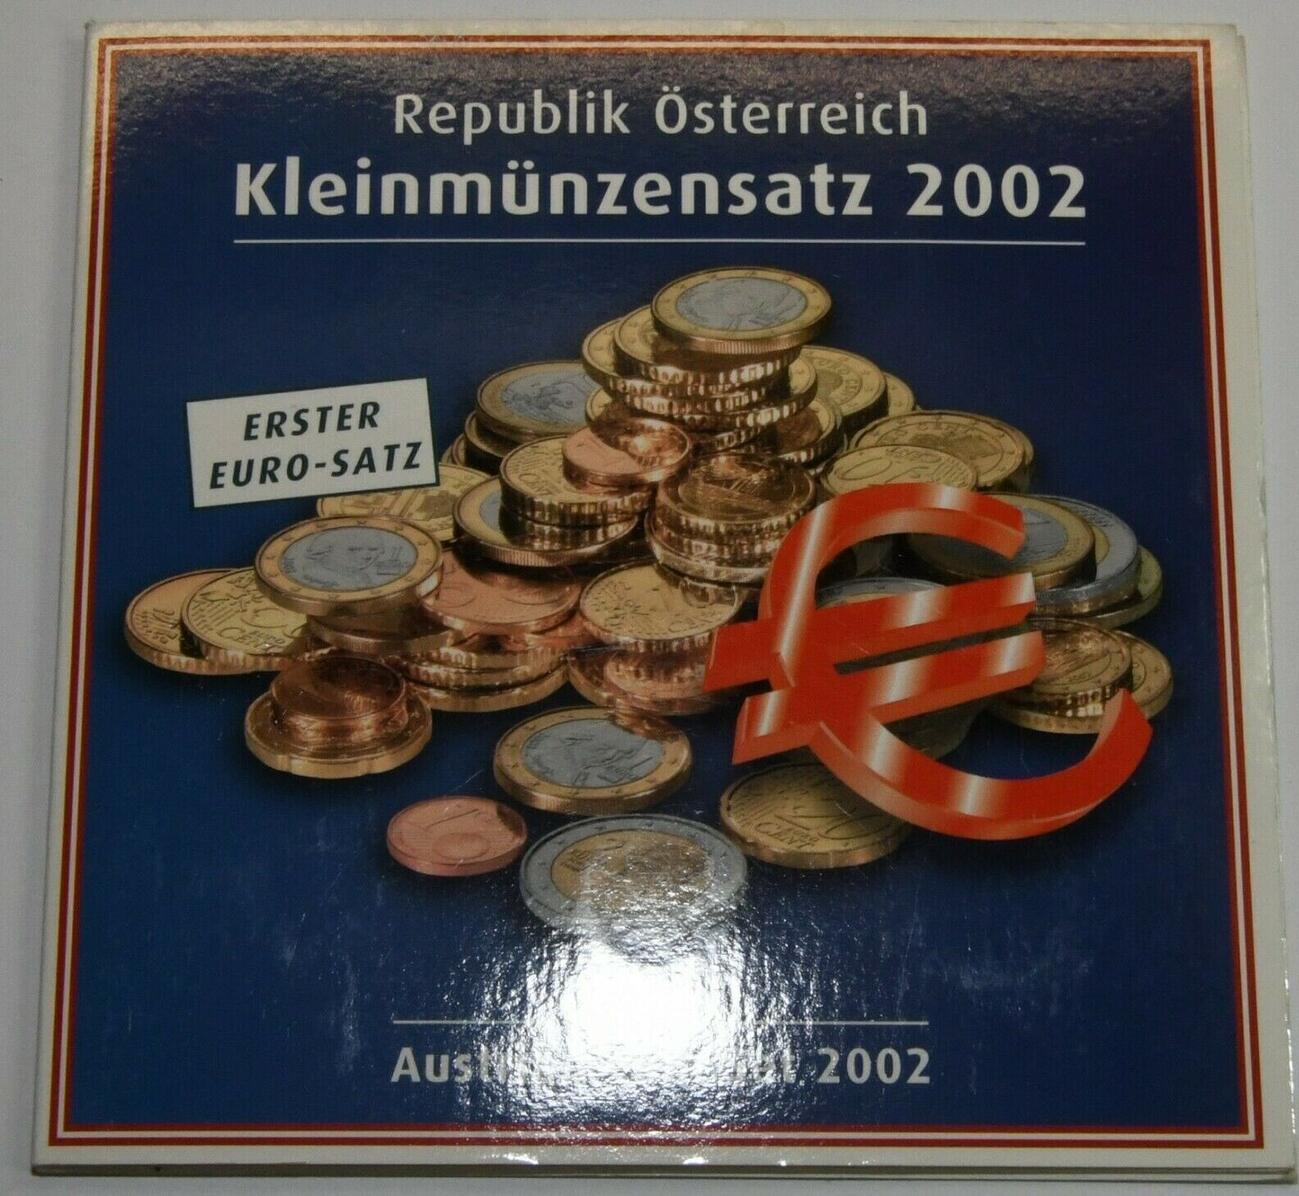 Republik Österreich
Kleinmünzensatz 2002
ERSTER
EURO-SATZ
2002